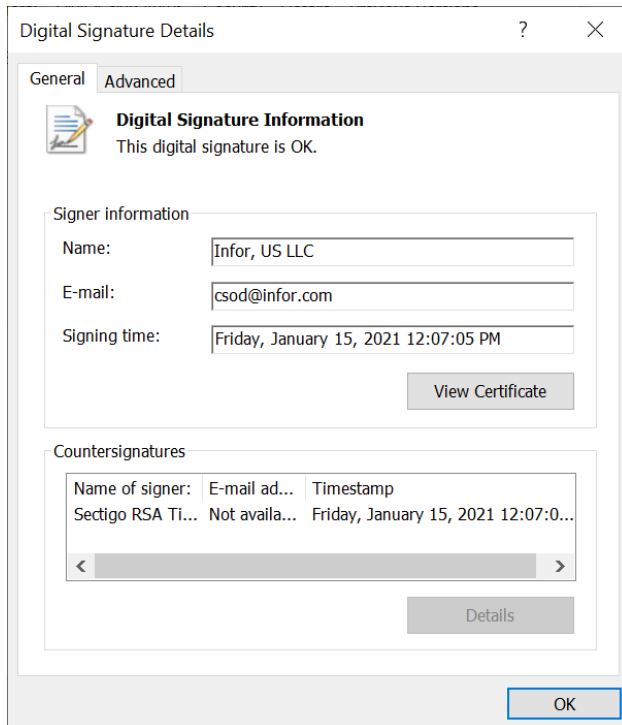 Digital Signature Details ?
General Advanced
Digital Signature Information
This digital signature is OK.
Signer information
Name: Infor, US LLC
E-mail: csod@infor.com
Signing time: Friday, January 15, 2021 12:07:05 PM
View Certificate
Countersignatures
Name of signer: E-mail ad... Timestamp
Sectigo RSA Ti... Not availa... Friday, January 15, 2021 12:07:0...
Details
OK